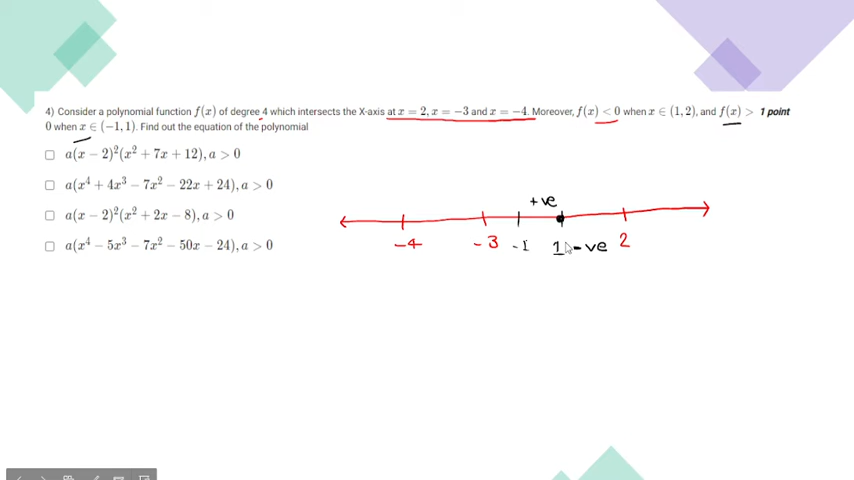 4) Consider a polynomial function f(x) of degree 4 which intersects the X-axis at x = 2, x = −3 and x = −4. Moreover, f(x) < 0 when x ∈ (1, 2), and f(x) > 1 point
0 when x ∈ (−1, 1). Find out the equation of the polynomial
a(x − 2)²(x² + 7x + 12), a > 0
a(x⁴ + 4x³ − 7x² − 22x + 24), a > 0
a(x − 2)²(x² + 2x − 8), a > 0
a(x⁴ − 5x³ − 7x² − 50x − 24), a > 0
+ve
-4 -3 -1 1 -ve 2